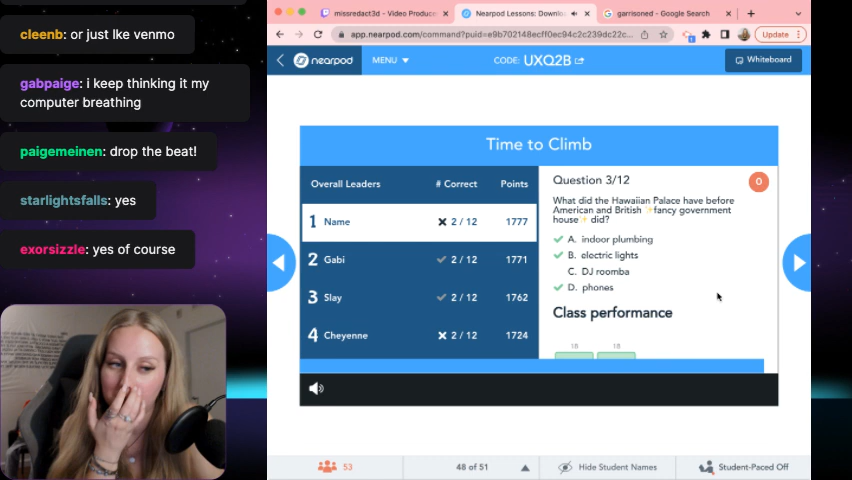 cleenb: or just lke venmo
gabpaige: i keep thinking it my
computer breathing
paigemeinen: drop the beat!
starlightsfalls: yes
exorsizzle: yes of course
missredact3d - Video Produce
Nearpod Lessons: Downlo
garrisoned - Google Search
app.nearpod.com/command?puid=e9b702148ecff0ec94c2c239dc22c...
Update
nearpod
MENU
CODE: UXQ2B
Whiteboard
Time to Climb
Overall Leaders # Correct Points
1 Name 2 / 12 1777
2 Gabi 2 / 12 1771
3 Slay 2 / 12 1762
4 Cheyenne 2 / 12 1724
Question 3/12
0
What did the Hawaiian Palace have before
American and British ✨fancy government
house✨ did?
A. indoor plumbing
B. electric lights
C. DJ roomba
D. phones
Class performance
18 18
53
48 of 51
Hide Student Names
Student-Paced Off